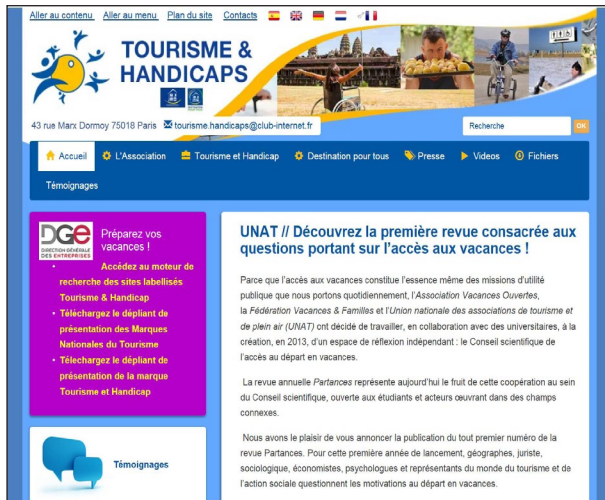 Aller au contenu Aller au menu Plan du site Contacts
TOURISME &
HANDICAPS
43 rue Marx Dormoy 75018 Paris tourisme.handicaps@club-internet.fr
Recherche OK
Accueil L'Association Tourisme et Handicap Destination pour tous Presse Videos Fichiers
Témoignages
DGE
DIRECTION GÉNÉRALE
DES ENTREPRISES
Préparez vos
vacances !
Accédez au moteur de
recherche des sites labellisés
Tourisme & Handicap
Téléchargez le dépliant de
présentation des Marques
Nationales du Tourisme
Télechargez le dépliant de
présentation de la marque
Tourisme et Handicap
Témoignages
UNAT // Découvrez la première revue consacrée aux
questions portant sur l'accès aux vacances !
Parce que l'accès aux vacances constitue l'essence même des missions d'utilité
publique que nous portons quotidiennement, l'Association Vacances Ouvertes,
la Fédération Vacances & Familles et l'Union nationale des associations de tourisme et
de plein air (UNAT) ont décidé de travailler, en collaboration avec des universitaires, à la
création, en 2013, d'un espace de réflexion indépendant : le Conseil scientifique de
l'accès au départ en vacances.
La revue annuelle Partances représente aujourd'hui le fruit de cette coopération au sein
du Conseil scientifique, ouverte aux étudiants et acteurs œuvrant dans des champs
connexes.
Nous avons le plaisir de vous annoncer la publication du tout premier numéro de la
revue Partances. Pour cette première année de lancement, géographes, juriste,
sociologique, économistes, psychologues et représentants du monde du tourisme et de
l'action sociale questionnent les motivations au départ en vacances.